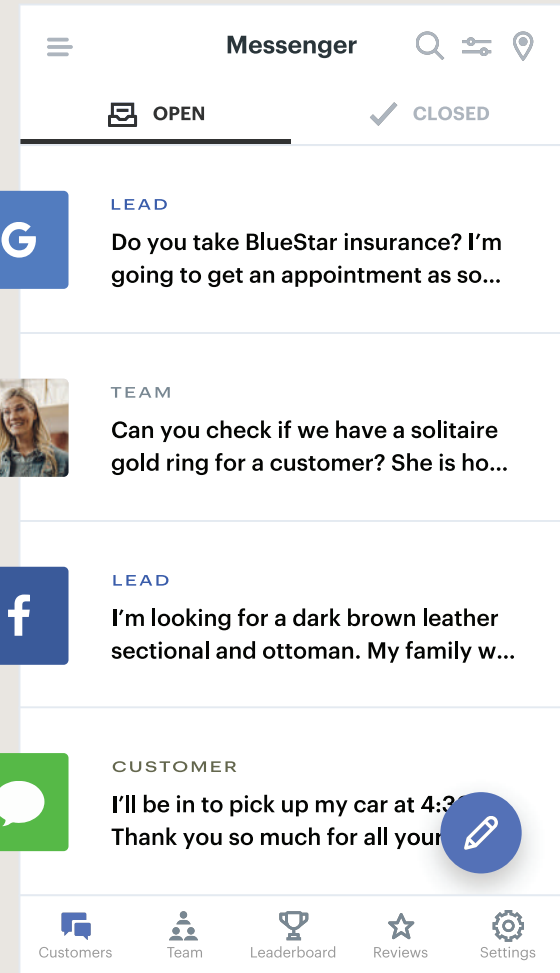 Messenger
OPEN
CLOSED
LEAD
G
Do you take BlueStar insurance? I'm
going to get an appointment as so...
TEAM
Can you check if we have a solitaire
gold ring for a customer? She is ho...
LEAD
f
I'm looking for a dark brown leather
sectional and ottoman. My family w...
CUSTOMER
I'll be in to pick up my car at
Thank you so much for all your
Customers
Team
Leaderboard
Reviews
Settings